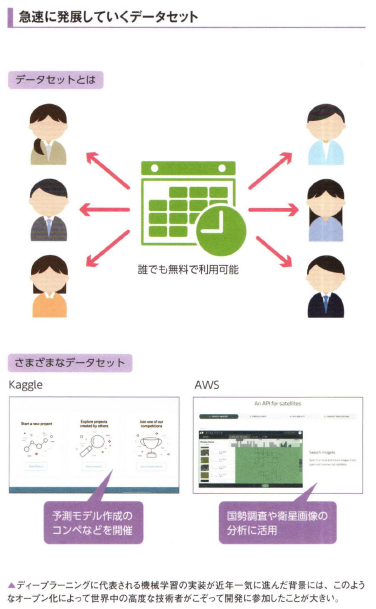 急速に発展していくデータセット
データセットとは
誰でも無料で利用可能
さまざまなデータセット
Kaggle
AWS
Start a new project
Explore projects
created by others
Join one of our
competitions
An API for satellites
Search Imagery
予測モデル作成の
コンペなどを開催
国勢調査や衛星画像の
分析に活用
▲ディープラーニングに代表される機械学習の実装が近年一気に進んだ背景には、このよう
なオープン化によって世界中の高度な技術者がこぞって開発に参加したことが大きい。